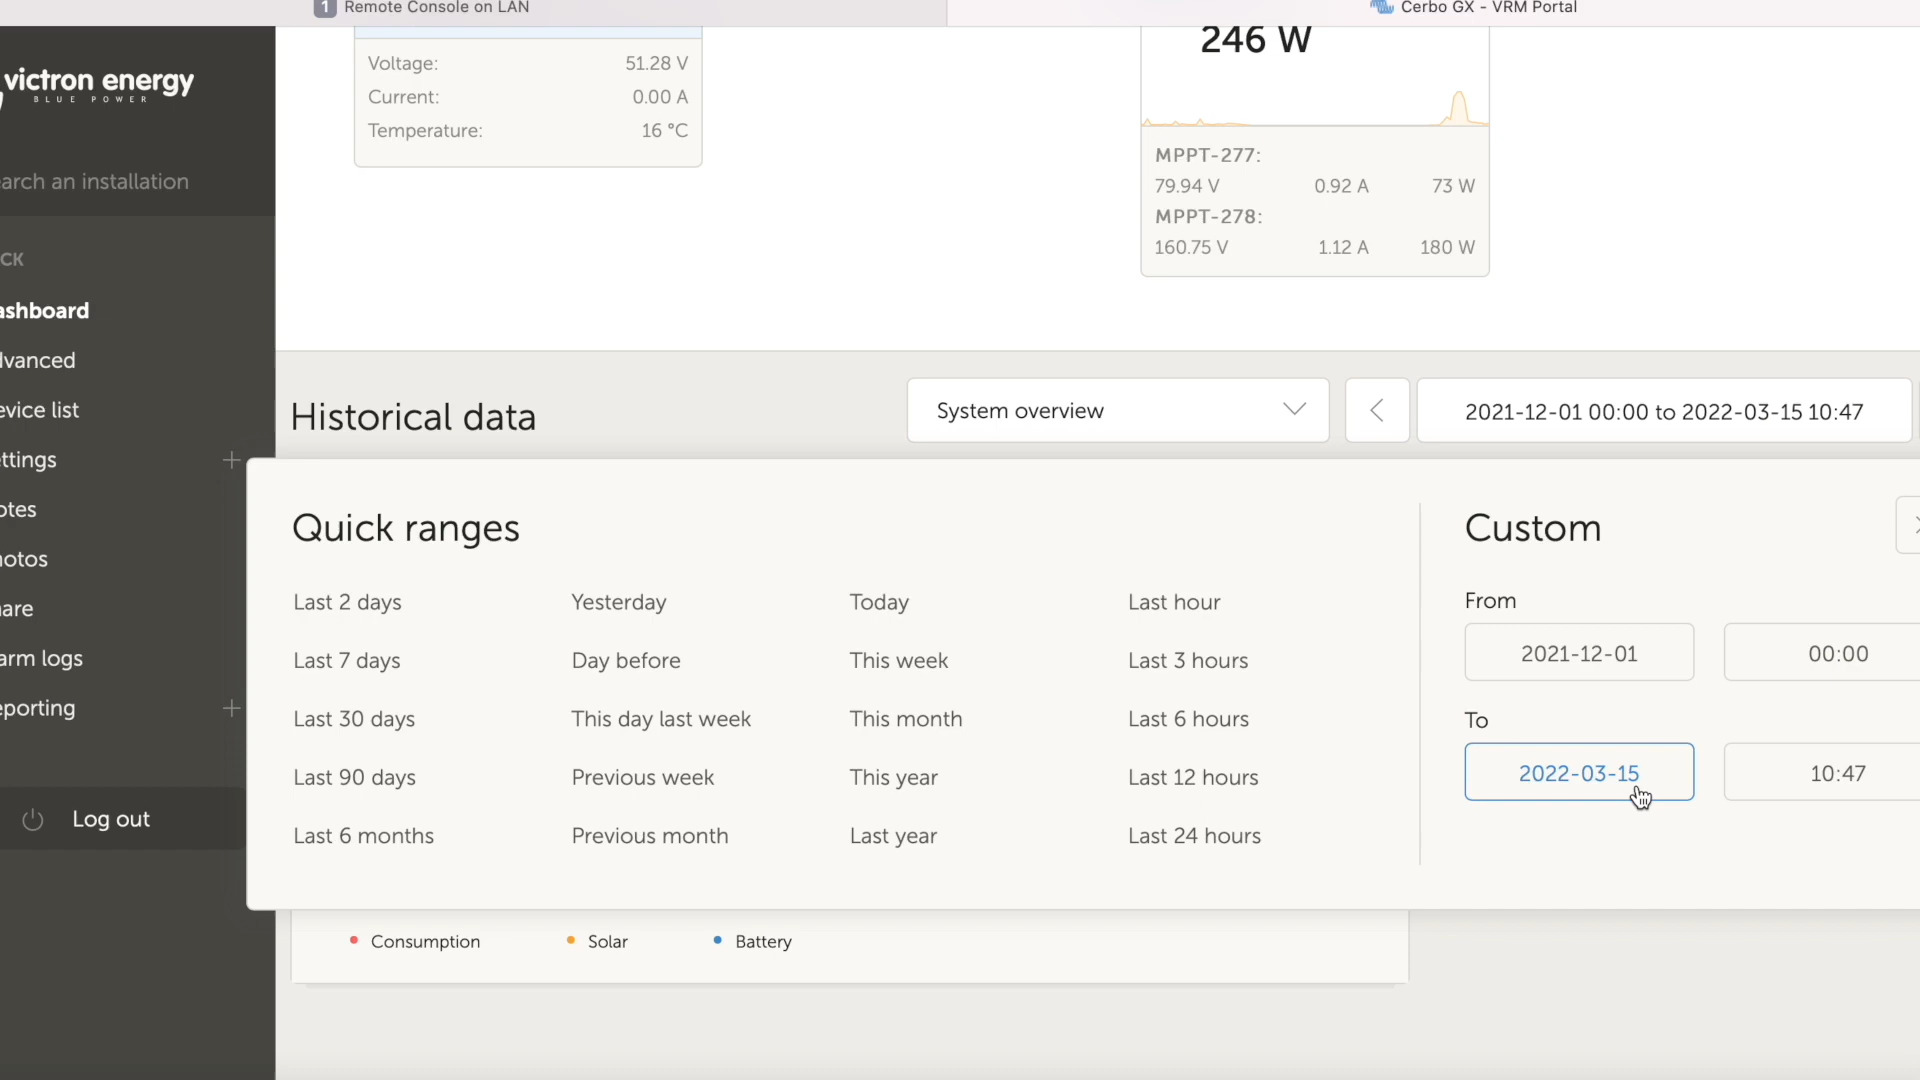 1 Remote Console on LAN
Cerbo GX - VRM Portal
victron energy
BLUE POWER
arch an installation
CK
ashboard
vanced
evice list
ttings
otes
hotos
are
arm logs
porting
Log out
Voltage: 51.28 V
Current: 0.00 A
Temperature: 16 °C
246 W
MPPT-277:
79.94 V 0.92 A 73 W
MPPT-278:
160.75 V 1.12 A 180 W
Historical data
System overview
2021-12-01 00:00 to 2022-03-15 10:47
Quick ranges
Last 2 days Yesterday Today Last hour
Last 7 days Day before This week Last 3 hours
Last 30 days This day last week This month Last 6 hours
Last 90 days Previous week This year Last 12 hours
Last 6 months Previous month Last year Last 24 hours
Custom
From
2021-12-01 00:00
To
2022-03-15 10:47
Consumption Solar Battery